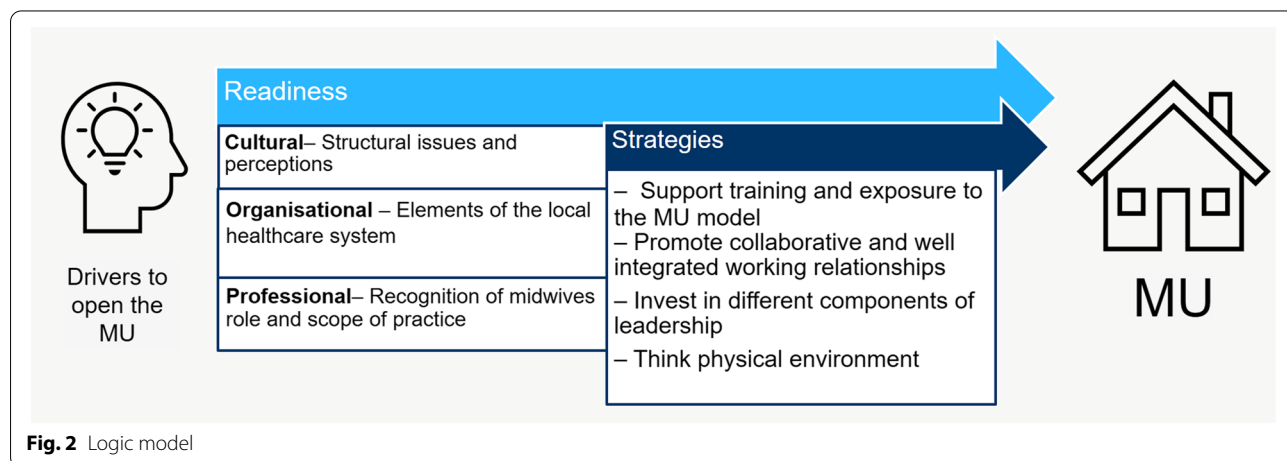 Readiness
Cultural– Structural issues and
perceptions
Organisational – Elements of the local
healthcare system
Professional– Recognition of midwives
role and scope of practice
Strategies
– Support training and exposure to
the MU model
– Promote collaborative and well
integrated working relationships
– Invest in different components of
leadership
– Think physical environment
Drivers to
open the
MU
MU
Fig. 2 Logic model